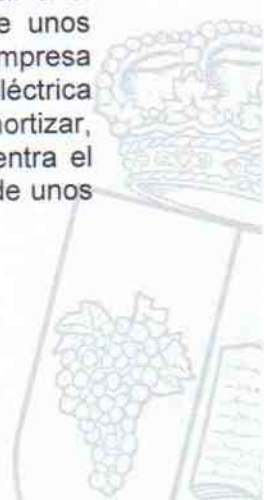 e unos
mpresa
léctrica
nortizar,
entra el
de unos